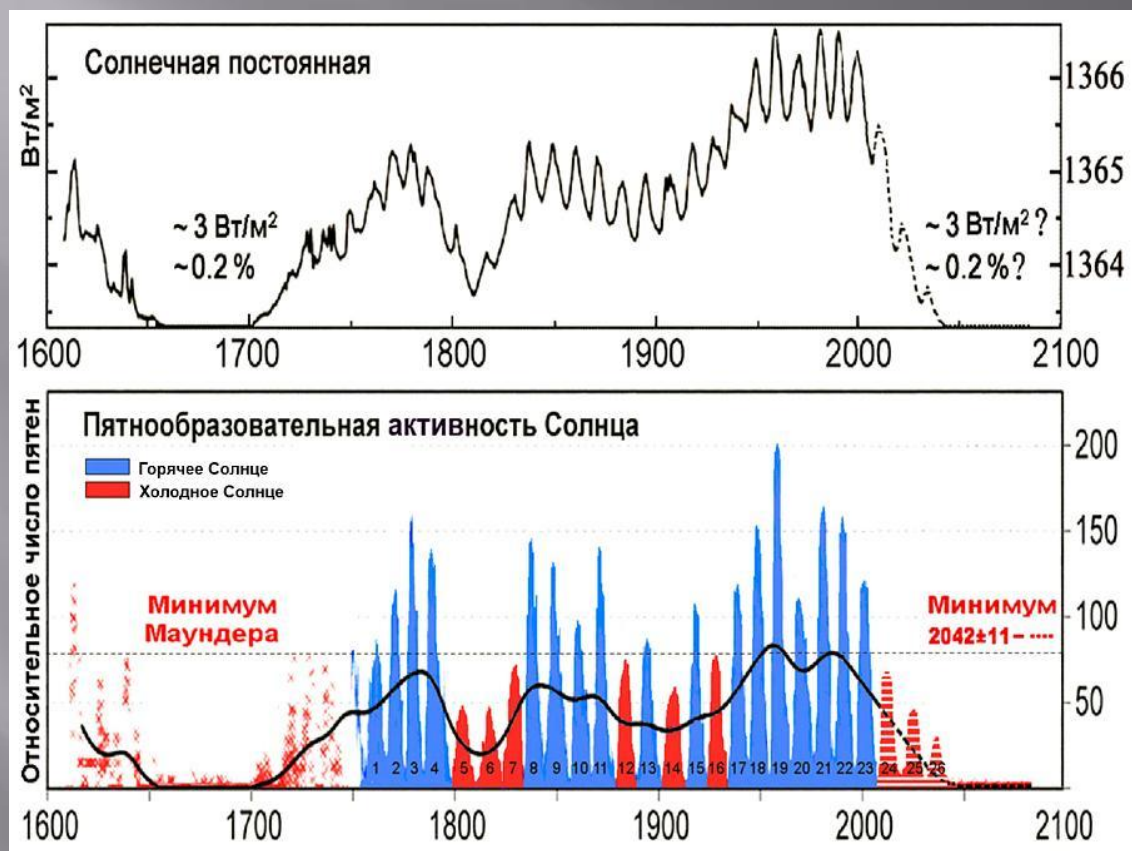 Солнечная постоянная
Вт/м²
~ 3 Вт/м²
~0.2 %
~ 3 Вт/м² ?
~ 0.2 % ?
1366
1365
1364
1600 1700 1800 1900 2000 2100
Пятнообразовательная активность Солнца
Горячее Солнце
Холодное Солнце
Относительное число пятен
Минимум
Маундера
Минимум
2042±11 – ----
200
150
100
50
1 2 3 4 5 6 7 8 9 10 11 12 13 14 15 16 17 18 19 20 21 22 23 24 25 26
1600 1700 1800 1900 2000 2100